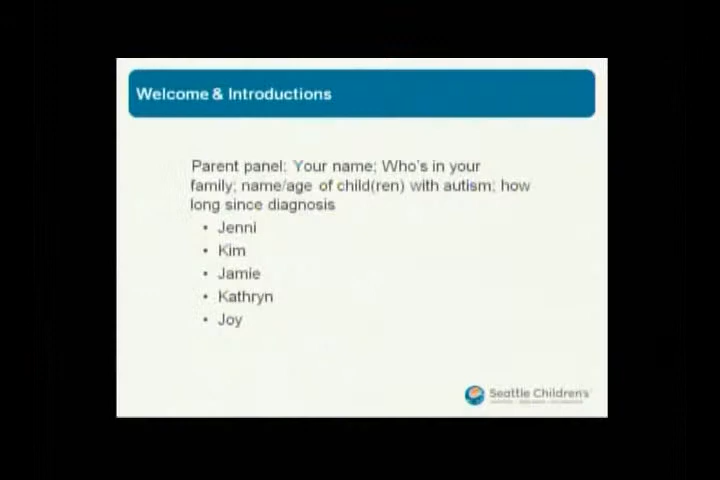 Welcome & Introductions
Parent panel: Your name; Who's in your
family; name/age of child(ren) with autism; how
long since diagnosis
• Jenni
• Kim
• Jamie
• Kathryn
• Joy
Seattle Children's